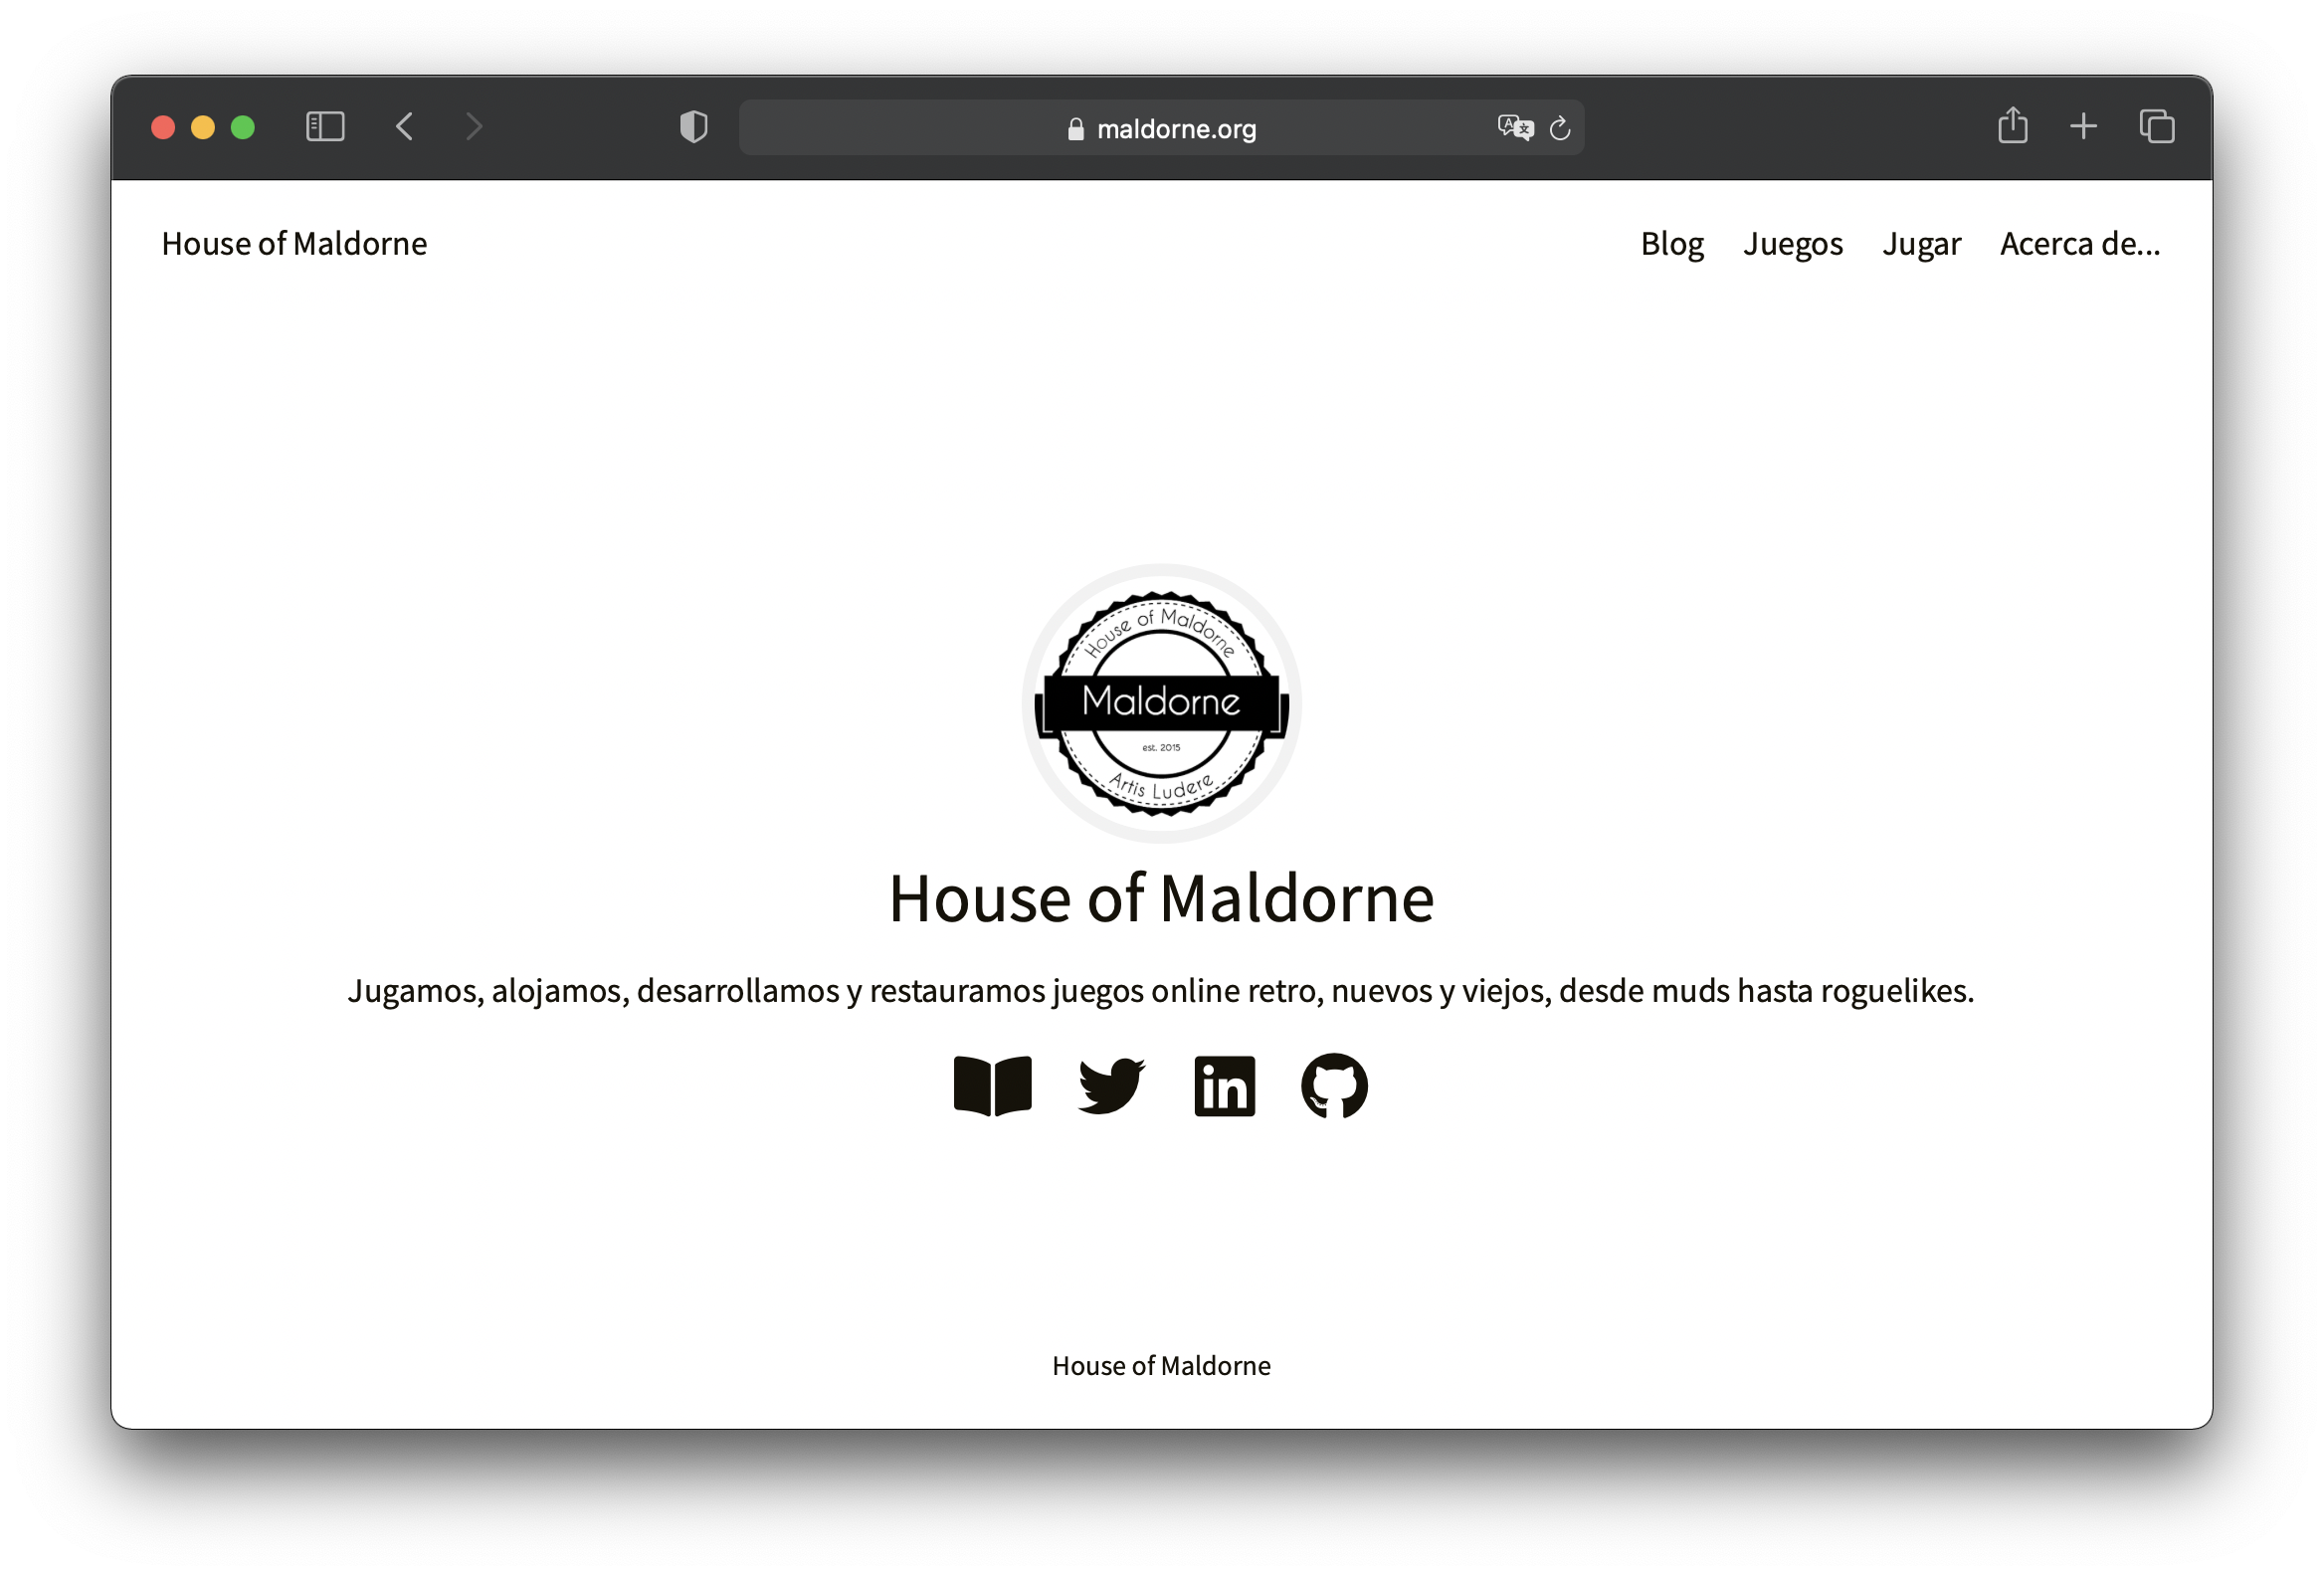 maldorne.org
House of Maldorne
Blog Juegos Jugar Acerca de...
House of Maldorne
Maldorne
est. 2015
Artis Ludere
House of Maldorne
Jugamos, alojamos, desarrollamos y restauramos juegos online retro, nuevos y viejos, desde muds hasta roguelikes.
House of Maldorne